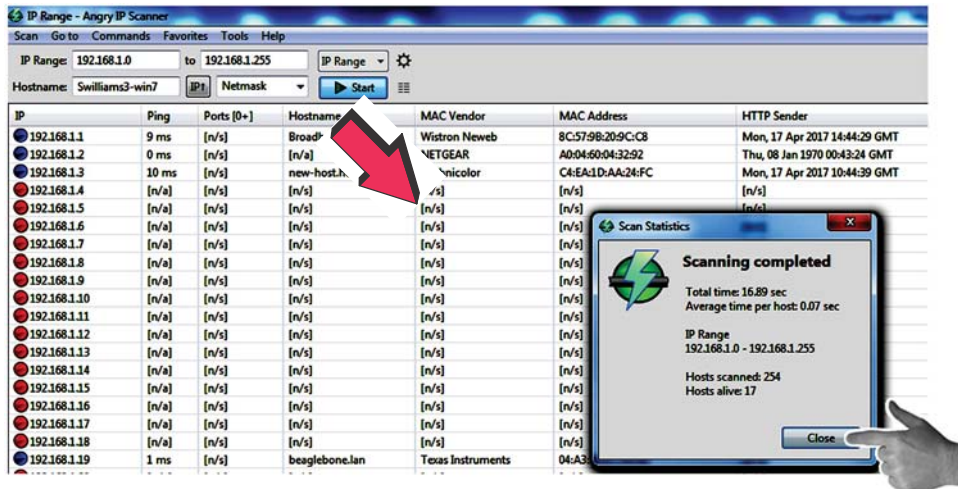 IP Range - Angry IP Scanner
Scan Go to Commands Favorites Tools Help
IP Range: 192.168.1.0 to 192.168.1.255 IP Range
Hostname: Swilliams3-win7 IP↑ Netmask Start
IP Ping Ports [0+] Hostname MAC Vendor MAC Address HTTP Sender
192.168.1.1 9 ms [n/s] Wistron Neweb 8C:57:9B:20:9C:C8 Mon, 17 Apr 2017 14:44:29 GMT
192.168.1.2 0 ms [n/s] [n/a] NETGEAR A0:04:60:04:32:92 Thu, 08 Jan 1970 00:43:24 GMT
192.168.1.3 10 ms [n/s] C4:EA:1D:AA:24:FC Mon, 17 Apr 2017 10:44:39 GMT
192.168.1.4 [n/a] [n/s] [n/s] [n/s] [n/s] [n/s]
192.168.1.5 [n/a] [n/s] [n/s] [n/s] [n/s] [n/s]
192.168.1.6 [n/a] [n/s] [n/s] [n/s] [n/s]
192.168.1.7 [n/a] [n/s] [n/s] [n/s] [n/s]
192.168.1.8 [n/a] [n/s] [n/s] [n/s] [n/s]
192.168.1.9 [n/a] [n/s] [n/s] [n/s] [n/s]
192.168.1.10 [n/a] [n/s] [n/s] [n/s] [n/s]
192.168.1.11 [n/a] [n/s] [n/s] [n/s] [n/s]
192.168.1.12 [n/a] [n/s] [n/s] [n/s] [n/s]
192.168.1.13 [n/a] [n/s] [n/s] [n/s] [n/s]
192.168.1.14 [n/a] [n/s] [n/s] [n/s] [n/s]
192.168.1.15 [n/a] [n/s] [n/s] [n/s] [n/s]
192.168.1.16 [n/a] [n/s] [n/s] [n/s] [n/s]
192.168.1.17 [n/a] [n/s] [n/s] [n/s] [n/s]
192.168.1.18 [n/a] [n/s] [n/s] [n/s] [n/s]
192.168.1.19 1 ms [n/s] beaglebone.lan Texas Instruments 04:A3:
Scan Statistics
Scanning completed
Total time: 16.89 sec
Average time per host: 0.07 sec
IP Range
192.168.1.0 - 192.168.1.255
Hosts scanned: 254
Hosts alive: 17
Close